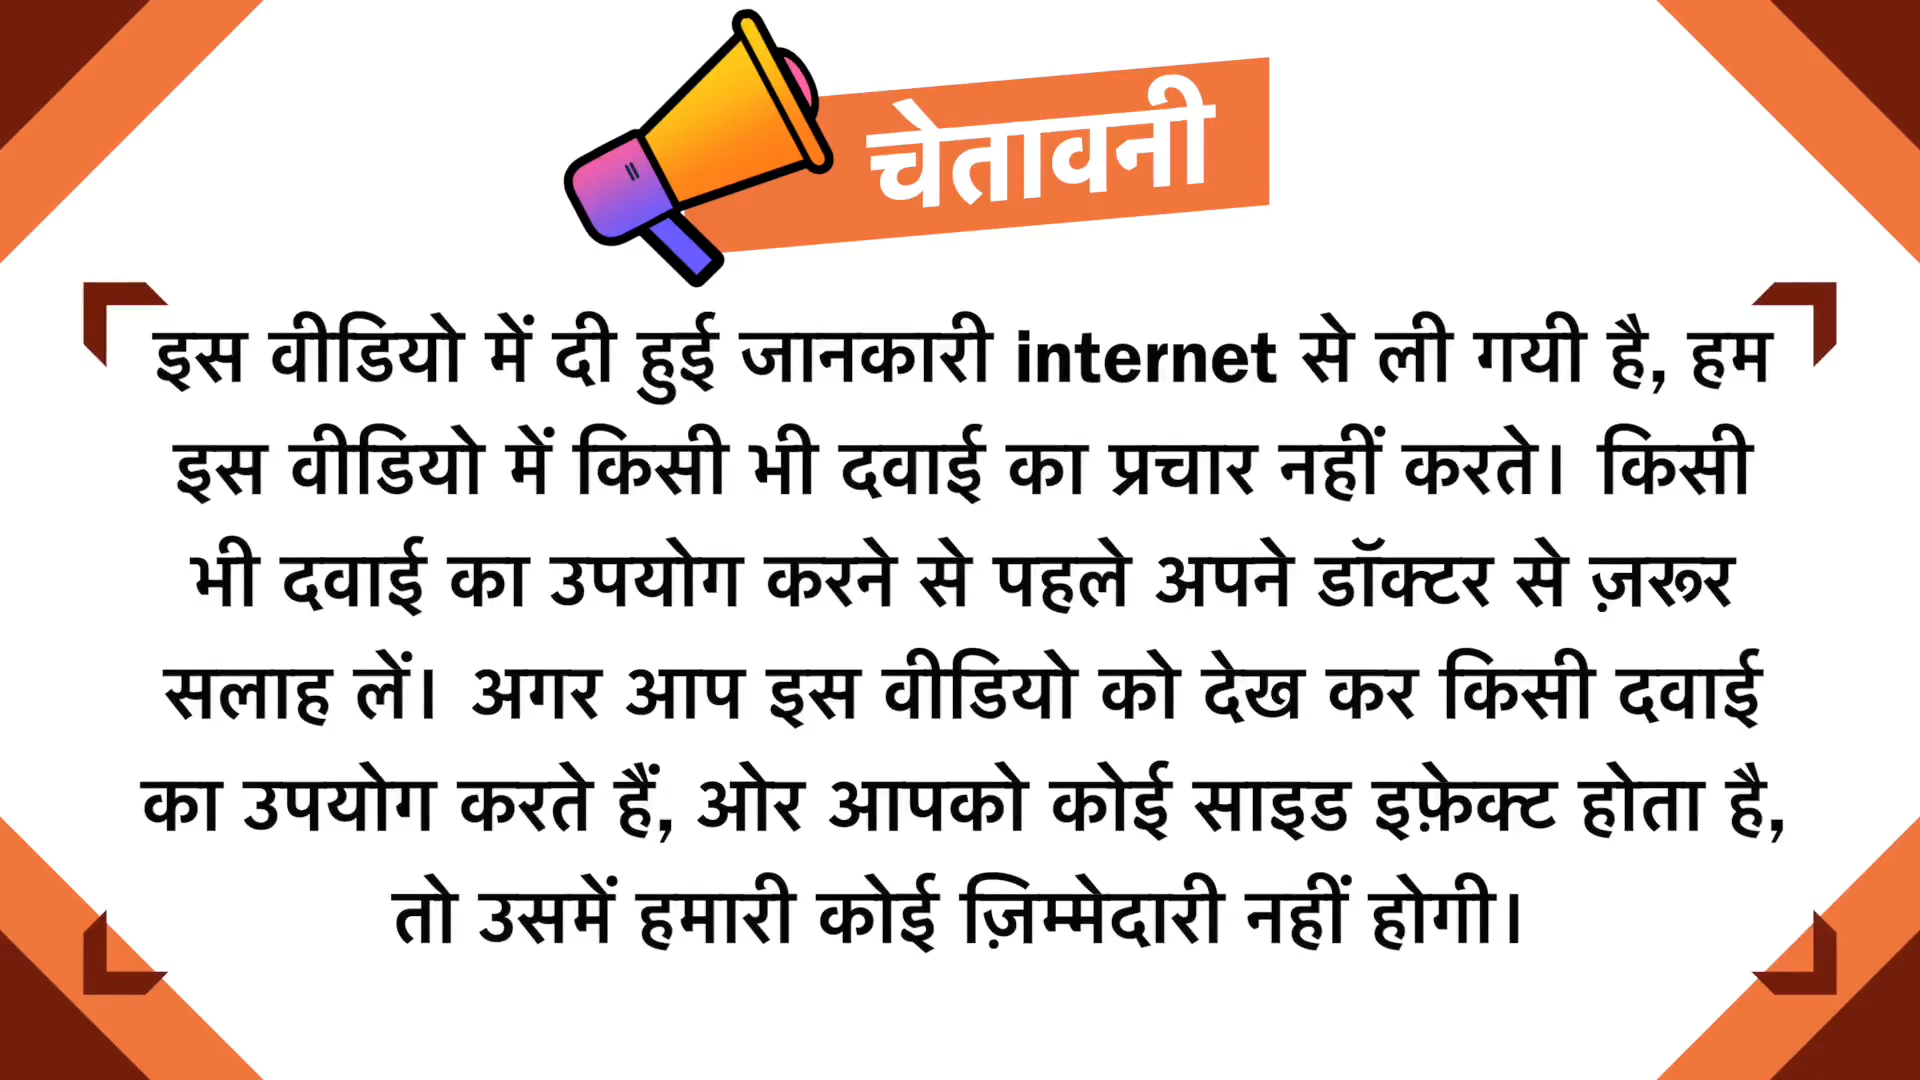 चेतावनी
इस वीडियो में दी हुई जानकारी internet से ली गयी है, हम
इस वीडियो में किसी भी दवाई का प्रचार नहीं करते। किसी
भी दवाई का उपयोग करने से पहले अपने डॉक्टर से ज़रूर
सलाह लें। अगर आप इस वीडियो को देख कर किसी दवाई
का उपयोग करते हैं, ओर आपको कोई साइड इफ़ेक्ट होता है,
तो उसमें हमारी कोई ज़िम्मेदारी नहीं होगी।